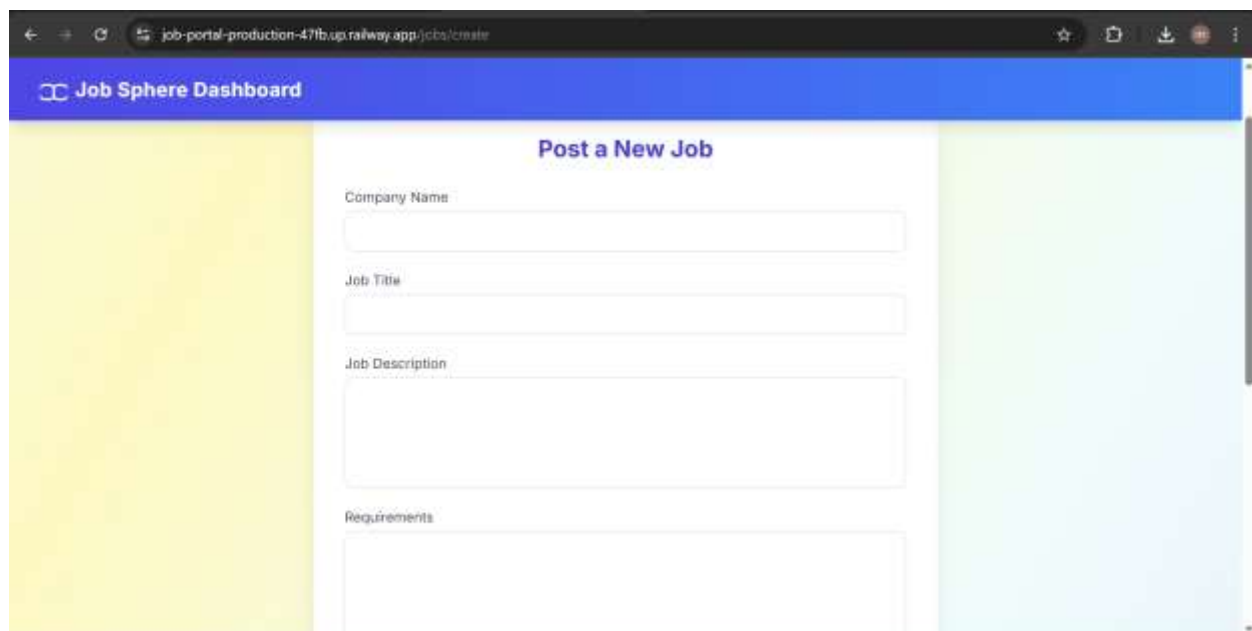 job-portal-production-47fb.up.railway.app/jobs/create
Job Sphere Dashboard
Post a New Job
Company Name
Job Title
Job Description
Requirements